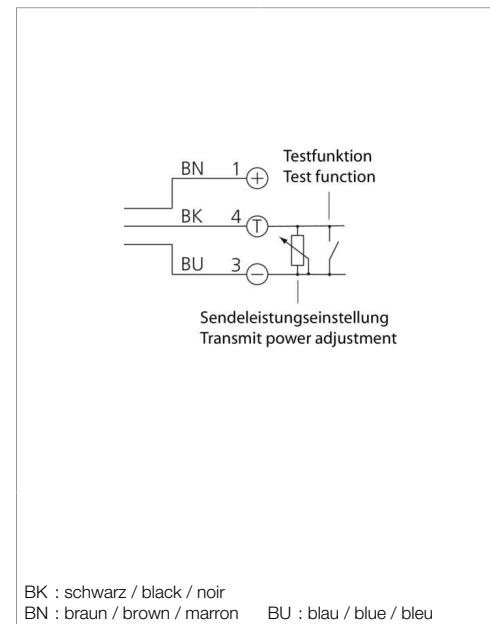 Testfunktion
Test function
BN 1 +
BK 4 T
BU 3 −
Sendeleistungseinstellung
Transmit power adjustment
BK : schwarz / black / noir
BN : braun / brown / marron BU : blau / blue / bleu